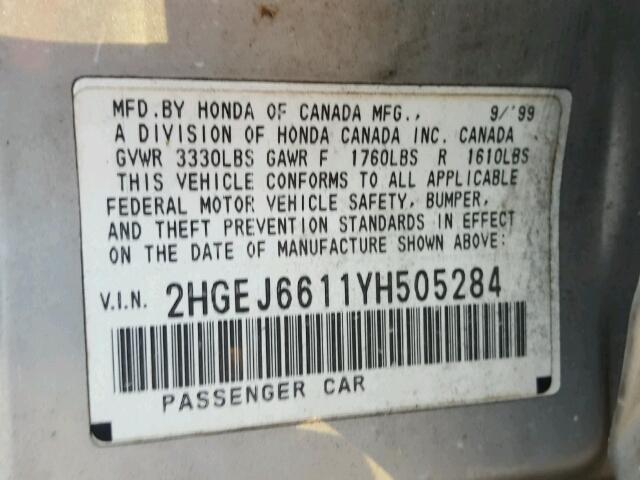 MFD.BY HONDA OF CANADA MFG., 9/'99
A DIVISION OF HONDA CANADA INC. CANADA
GVWR 3330LBS GAWR F 1760LBS R 1610LBS
THIS VEHICLE CONFORMS TO ALL APPLICABLE
FEDERAL MOTOR VEHICLE SAFETY, BUMPER,
AND THEFT PREVENTION STANDARDS IN EFFECT
ON THE DATE OF MANUFACTURE SHOWN ABOVE:
V.I.N. 2HGEJ6611YH505284
PASSENGER CAR